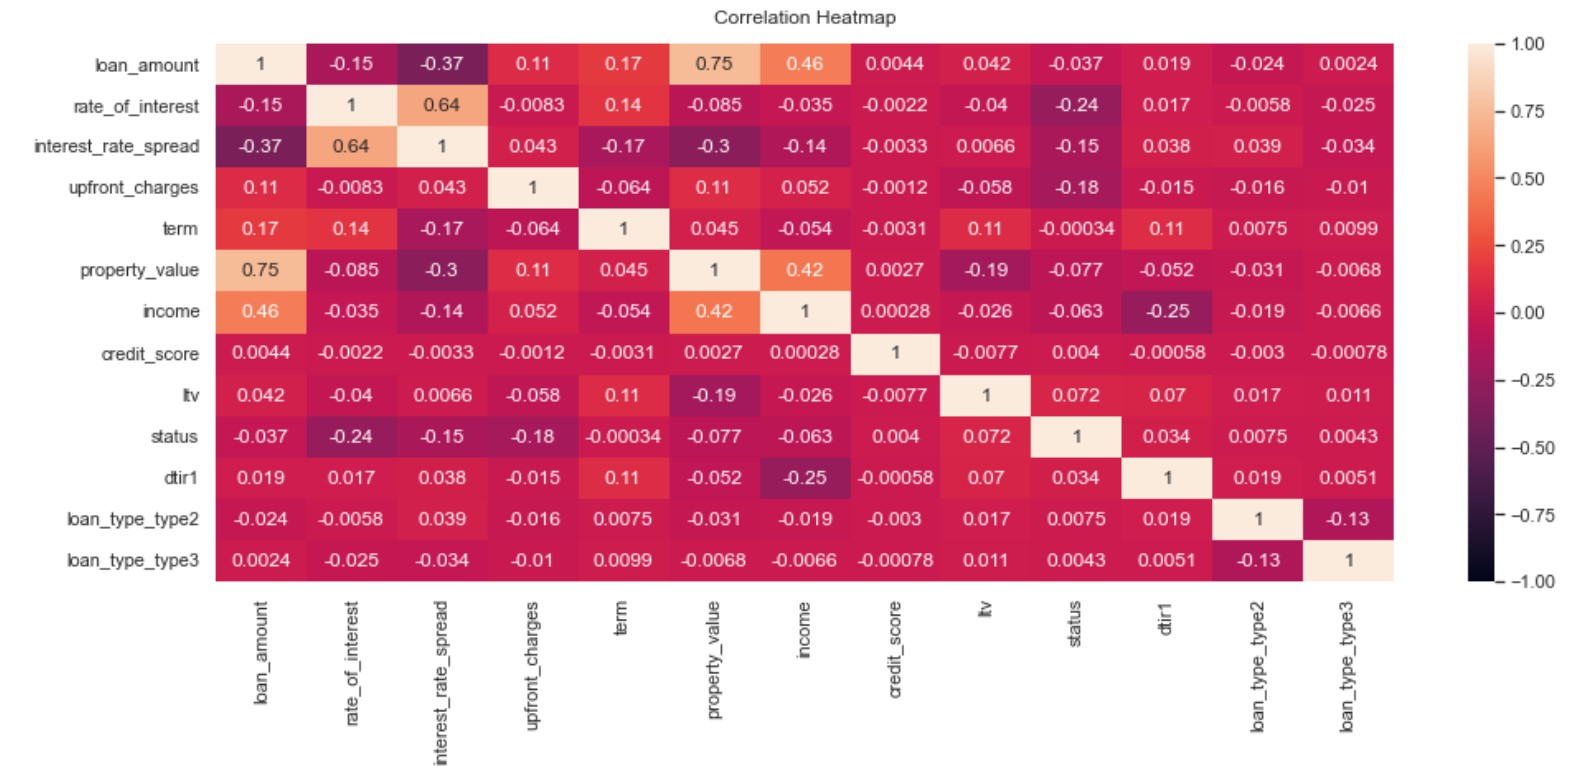 Correlation Heatmap
loan_amount 1 -0.15 -0.37 0.11 0.17 0.75 0.46 0.0044 0.042 -0.037 0.019 -0.024 0.0024
rate_of_interest -0.15 1 0.64 -0.0083 0.14 -0.085 -0.035 -0.0022 -0.04 -0.24 0.017 -0.0058 -0.025
interest_rate_spread -0.37 0.64 1 0.043 -0.17 -0.3 -0.14 -0.0033 0.0066 -0.15 0.038 0.039 -0.034
upfront_charges 0.11 -0.0083 0.043 1 -0.064 0.11 0.052 -0.0012 -0.058 -0.18 -0.015 -0.016 -0.01
term 0.17 0.14 -0.17 -0.064 1 0.045 -0.054 -0.0031 0.11 -0.00034 0.11 0.0075 0.0099
property_value 0.75 -0.085 -0.3 0.11 0.045 1 0.42 0.0027 -0.19 -0.077 -0.052 -0.031 -0.0068
income 0.46 -0.035 -0.14 0.052 -0.054 0.42 1 0.00028 -0.026 -0.063 -0.25 -0.019 -0.0066
credit_score 0.0044 -0.0022 -0.0033 -0.0012 -0.0031 0.0027 0.00028 1 -0.0077 0.004 -0.00058 -0.003 -0.00078
ltv 0.042 -0.04 0.0066 -0.058 0.11 -0.19 -0.026 -0.0077 1 0.072 0.07 0.017 0.011
status -0.037 -0.24 -0.15 -0.18 -0.00034 -0.077 -0.063 0.004 0.072 1 0.034 0.0075 0.0043
dtir1 0.019 0.017 0.038 -0.015 0.11 -0.052 -0.25 -0.00058 0.07 0.034 1 0.019 0.0051
loan_type_type2 -0.024 -0.0058 0.039 -0.016 0.0075 -0.031 -0.019 -0.003 0.017 0.0075 0.019 1 -0.13
loan_type_type3 0.0024 -0.025 -0.034 -0.01 0.0099 -0.0068 -0.0066 -0.00078 0.011 0.0043 0.0051 -0.13 1
loan_amount
rate_of_interest
interest_rate_spread
upfront_charges
term
property_value
income
credit_score
ltv
status
dtir1
loan_type_type2
loan_type_type3
1.00
0.75
0.50
0.25
0.00
−0.25
−0.50
−0.75
−1.00